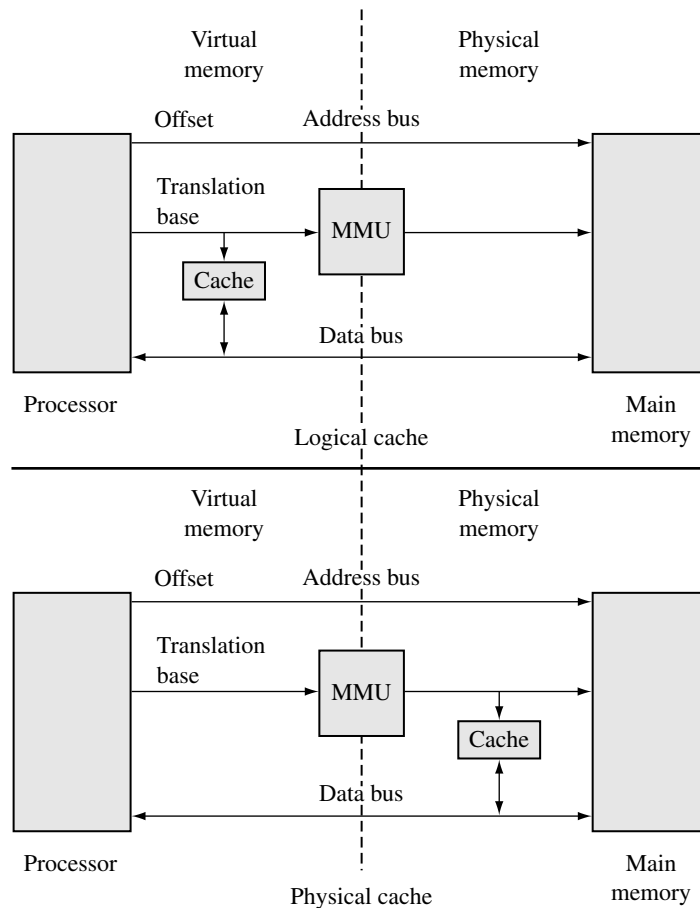 Virtual
memory
Physical
memory
Offset
Address bus
Translation
base
MMU
Cache
Data bus
Processor
Main
memory
Logical cache
Virtual
memory
Physical
memory
Offset
Address bus
Translation
base
MMU
Cache
Data bus
Processor
Main
memory
Physical cache